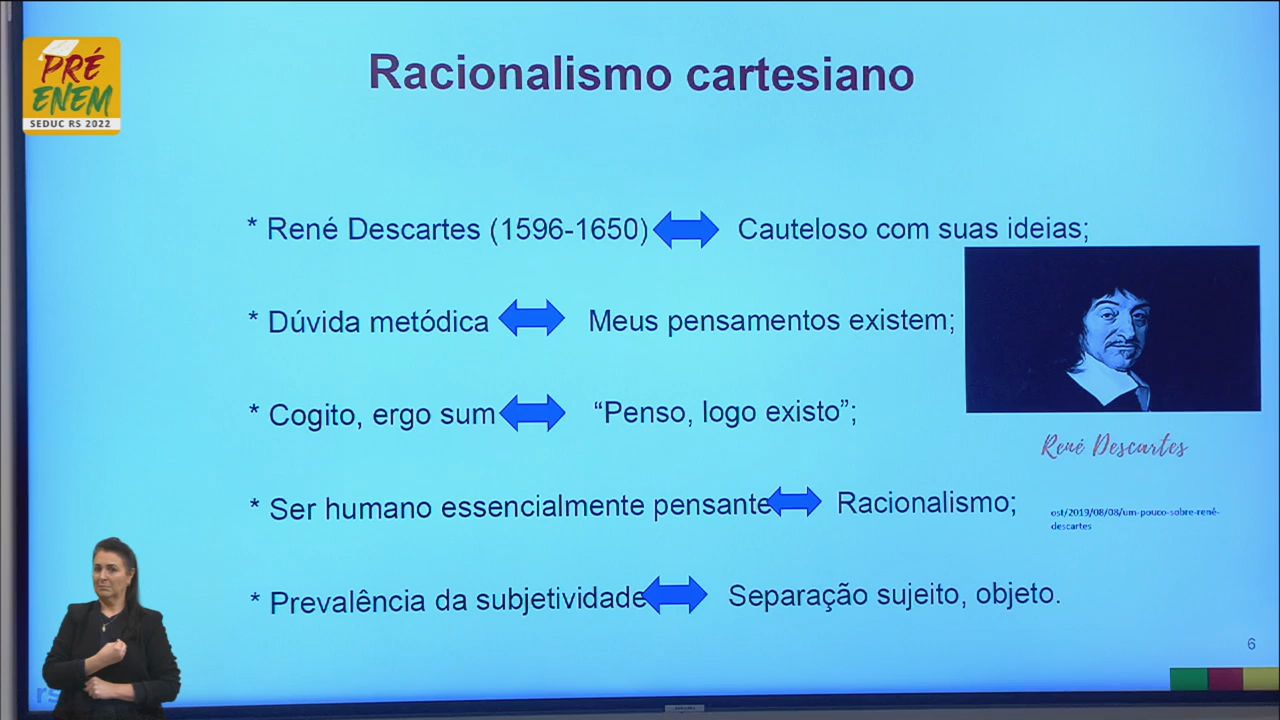 PRÉ
ENEM
SEDUC RS 2022
Racionalismo cartesiano
* René Descartes (1596-1650) Cauteloso com suas ideias;
* Dúvida metódica Meus pensamentos existem;
* Cogito, ergo sum “Penso, logo existo”;
René Descartes
* Ser humano essencialmente pensante Racionalismo;
ost/2019/08/08/um-pouco-sobre-rené-
descartes
* Prevalência da subjetividade Separação sujeito, objeto.
6
rs